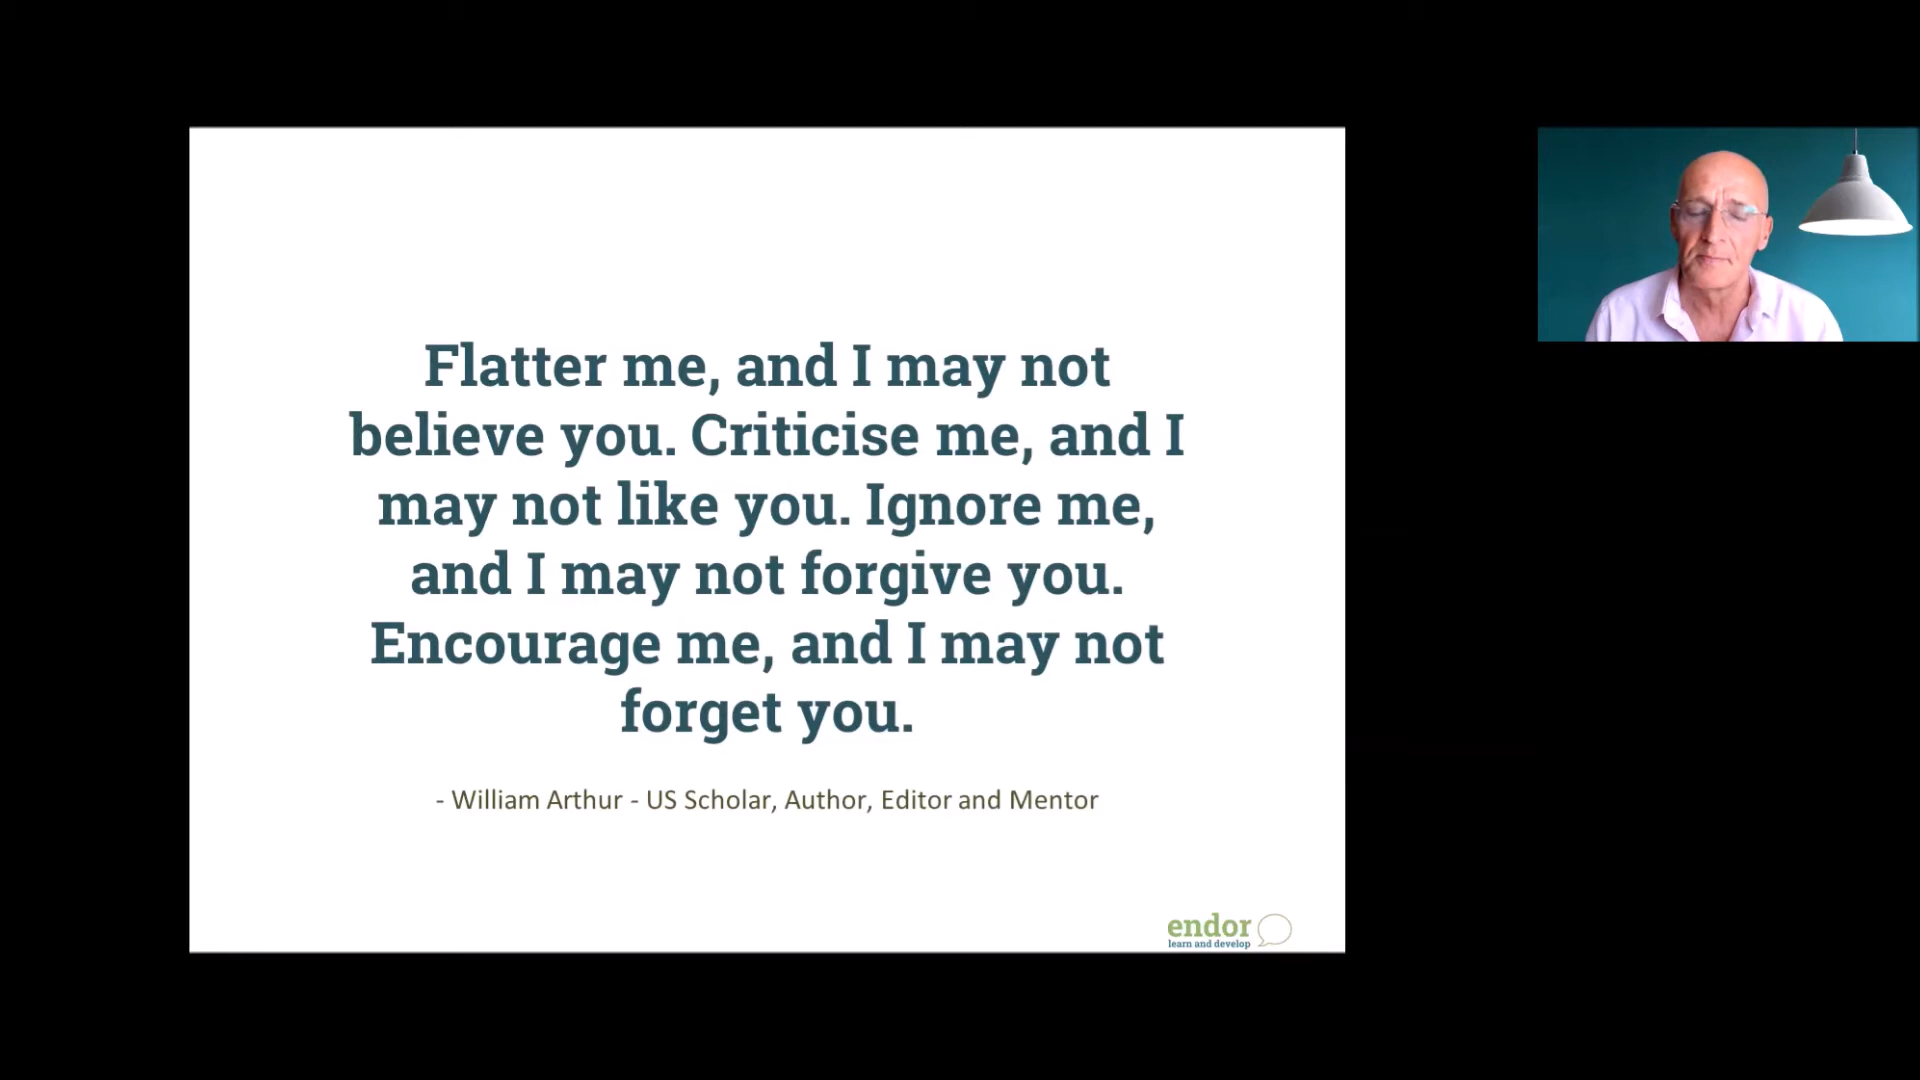 Flatter me, and I may not
believe you. Criticise me, and I
may not like you. Ignore me,
and I may not forgive you.
Encourage me, and I may not
forget you.
- William Arthur - US Scholar, Author, Editor and Mentor
endor
learn and develop